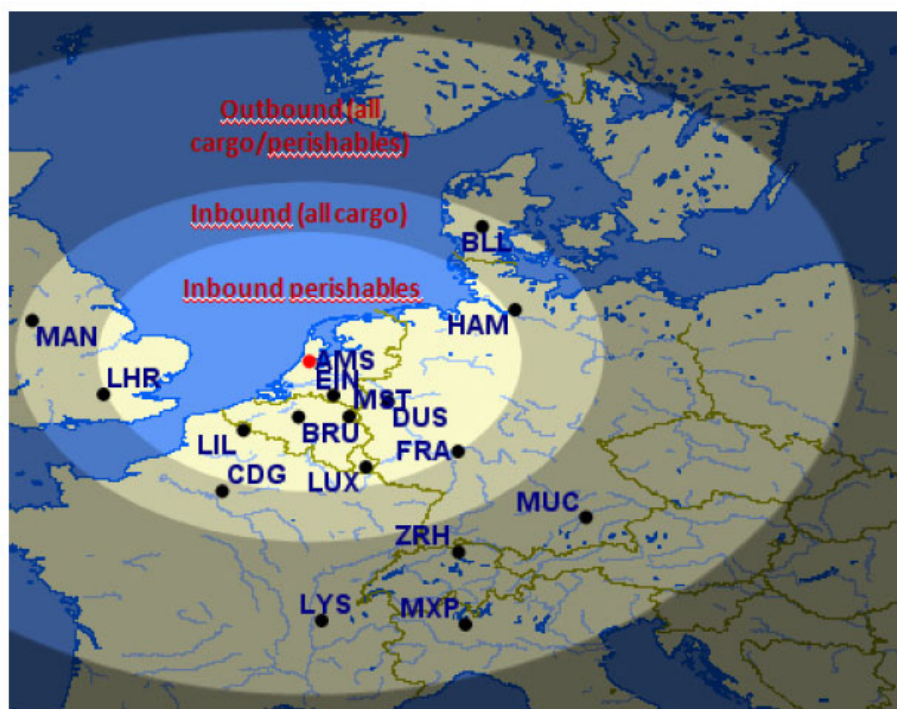 Outbound (all
cargo/perishables)
Inbound (all cargo)
BLL
Inbound perishables
HAM
MAN
AMS
EIN
LHR
MST
DUS
LIL
BRU
FRA
CDG
LUX
MUC
ZRH
LYS
MXP